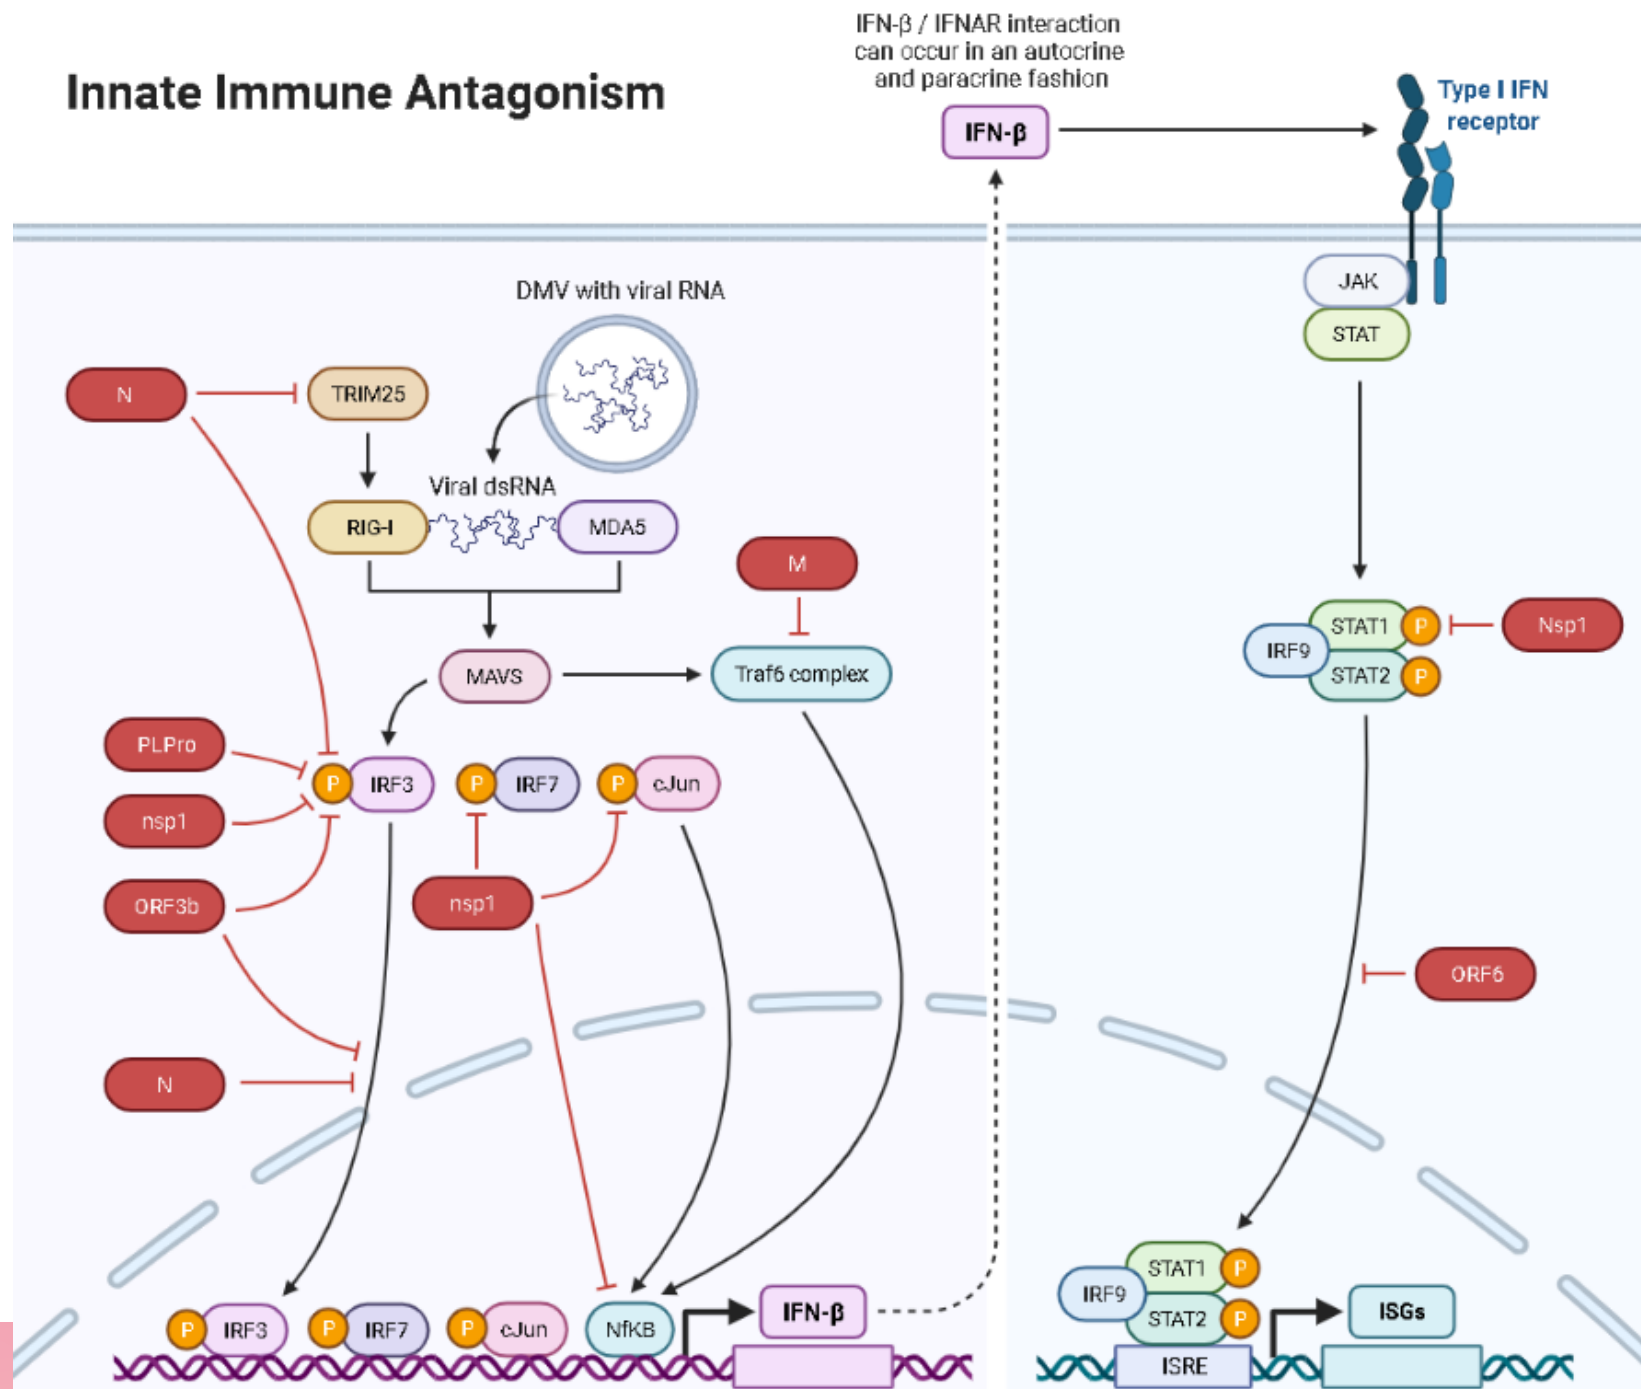 Innate Immune Antagonism
IFN-β / IFNAR interaction
can occur in an autocrine
and paracrine fashion
IFN-β
Type I IFN
receptor
DMV with viral RNA
JAK
STAT
N
TRIM25
Viral dsRNA
RIG-I
MDA5
M
MAVS
Traf6 complex
PLPro
nsp1
ORF3b
P
IRF3
P
IRF7
P
cJun
nsp1
N
IRF9
STAT1
P
STAT2
P
Nsp1
ORF6
P
IRF3
P
IRF7
P
cJun
NfKB
IFN-β
IRF9
STAT1
P
STAT2
P
ISRE
ISGs